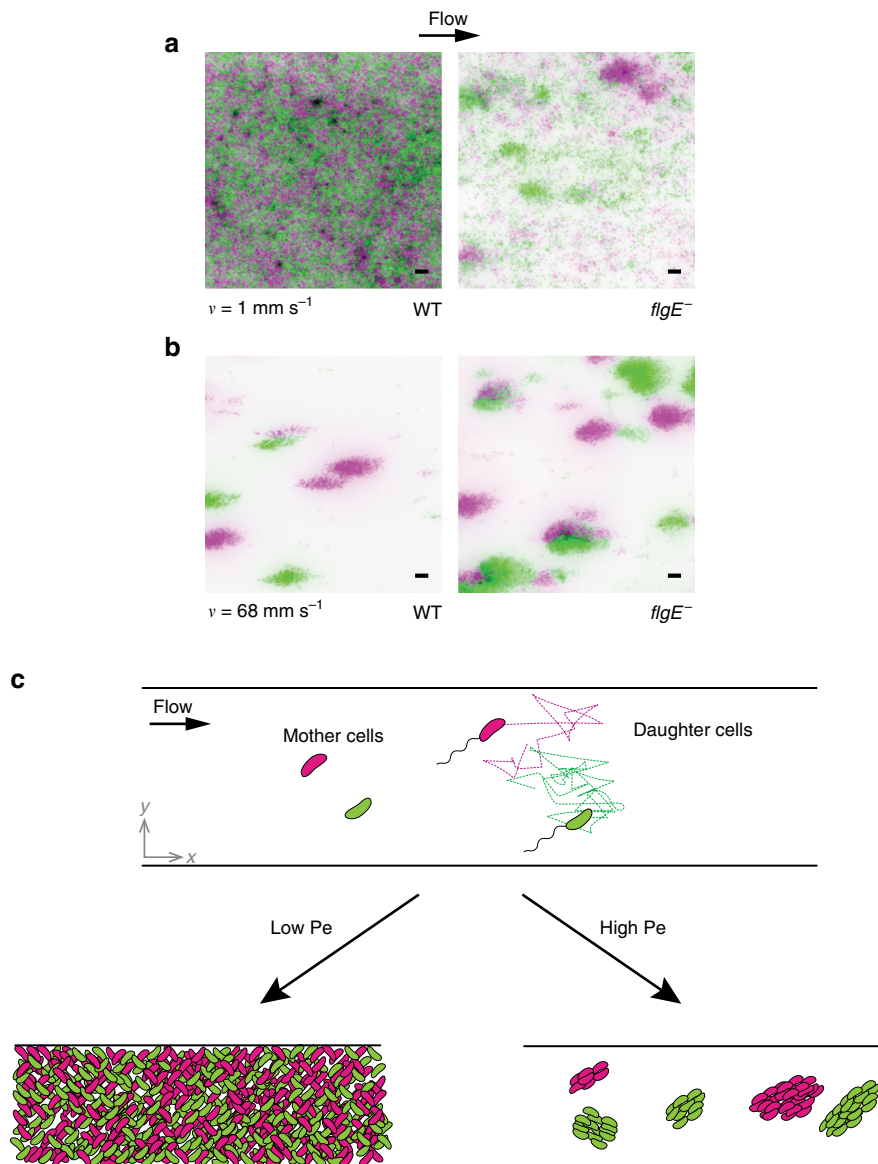 Flow
a
v = 1 mm s⁻¹ WT flgE⁻
b
v = 68 mm s⁻¹ WT flgE⁻
c
Flow
Mother cells
Daughter cells
y
x
Low Pe
High Pe